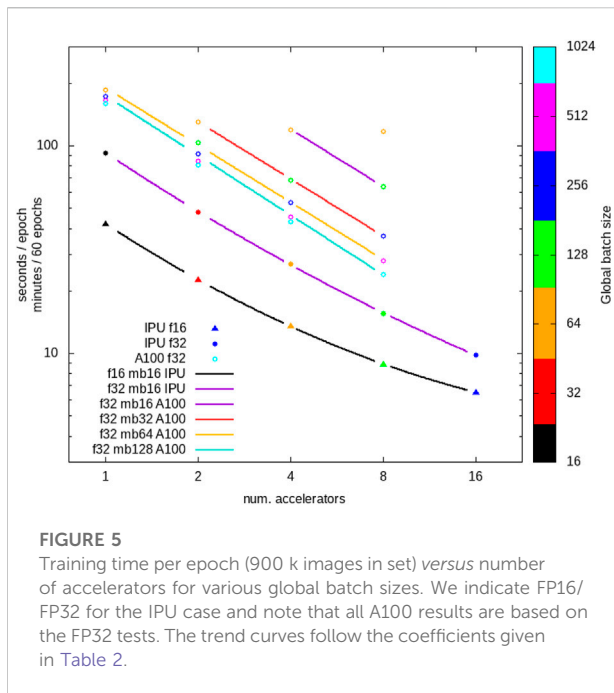 seconds / epoch
minutes / 60 epochs
100
10
IPU f16
IPU f32
A100 f32
f16 mb16 IPU
f32 mb16 IPU
f32 mb16 A100
f32 mb32 A100
f32 mb64 A100
f32 mb128 A100
1 2 4 8 16
num. accelerators
1024
512
256
128
64
32
16
Global batch size
FIGURE 5
Training time per epoch (900 k images in set) versus number
of accelerators for various global batch sizes. We indicate FP16/
FP32 for the IPU case and note that all A100 results are based on
the FP32 tests. The trend curves follow the coefficients given
in Table 2.